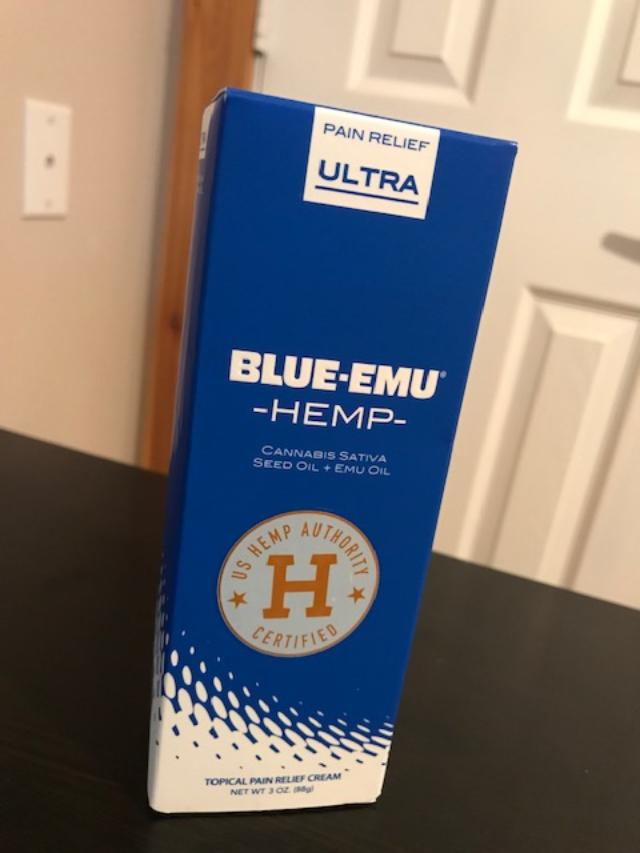 PAIN RELIEF
ULTRA
BLUE-EMU®
-HEMP-
CANNABIS SATIVA
SEED OIL + EMU OIL
US HEMP AUTHORITY
H
CERTIFIED
TOPICAL PAIN RELIEF CREAM
NET WT 3 OZ. (88g)